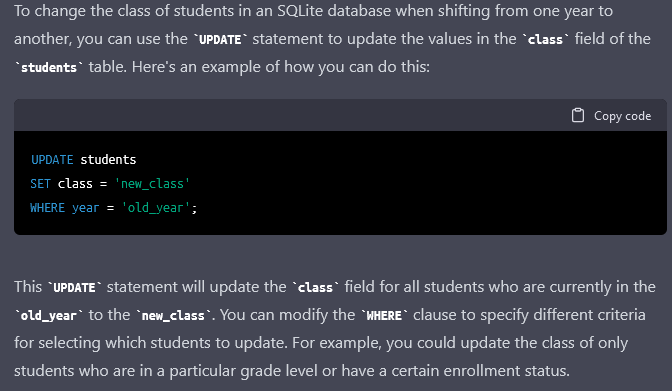 To change the class of students in an SQLite database when shifting from one year to
another, you can use the `UPDATE` statement to update the values in the `class` field of the
`students` table. Here's an example of how you can do this:
Copy code
UPDATE students
SET class = 'new_class'
WHERE year = 'old_year';
This `UPDATE` statement will update the `class` field for all students who are currently in the
`old_year` to the `new_class`. You can modify the `WHERE` clause to specify different criteria
for selecting which students to update. For example, you could update the class of only
students who are in a particular grade level or have a certain enrollment status.